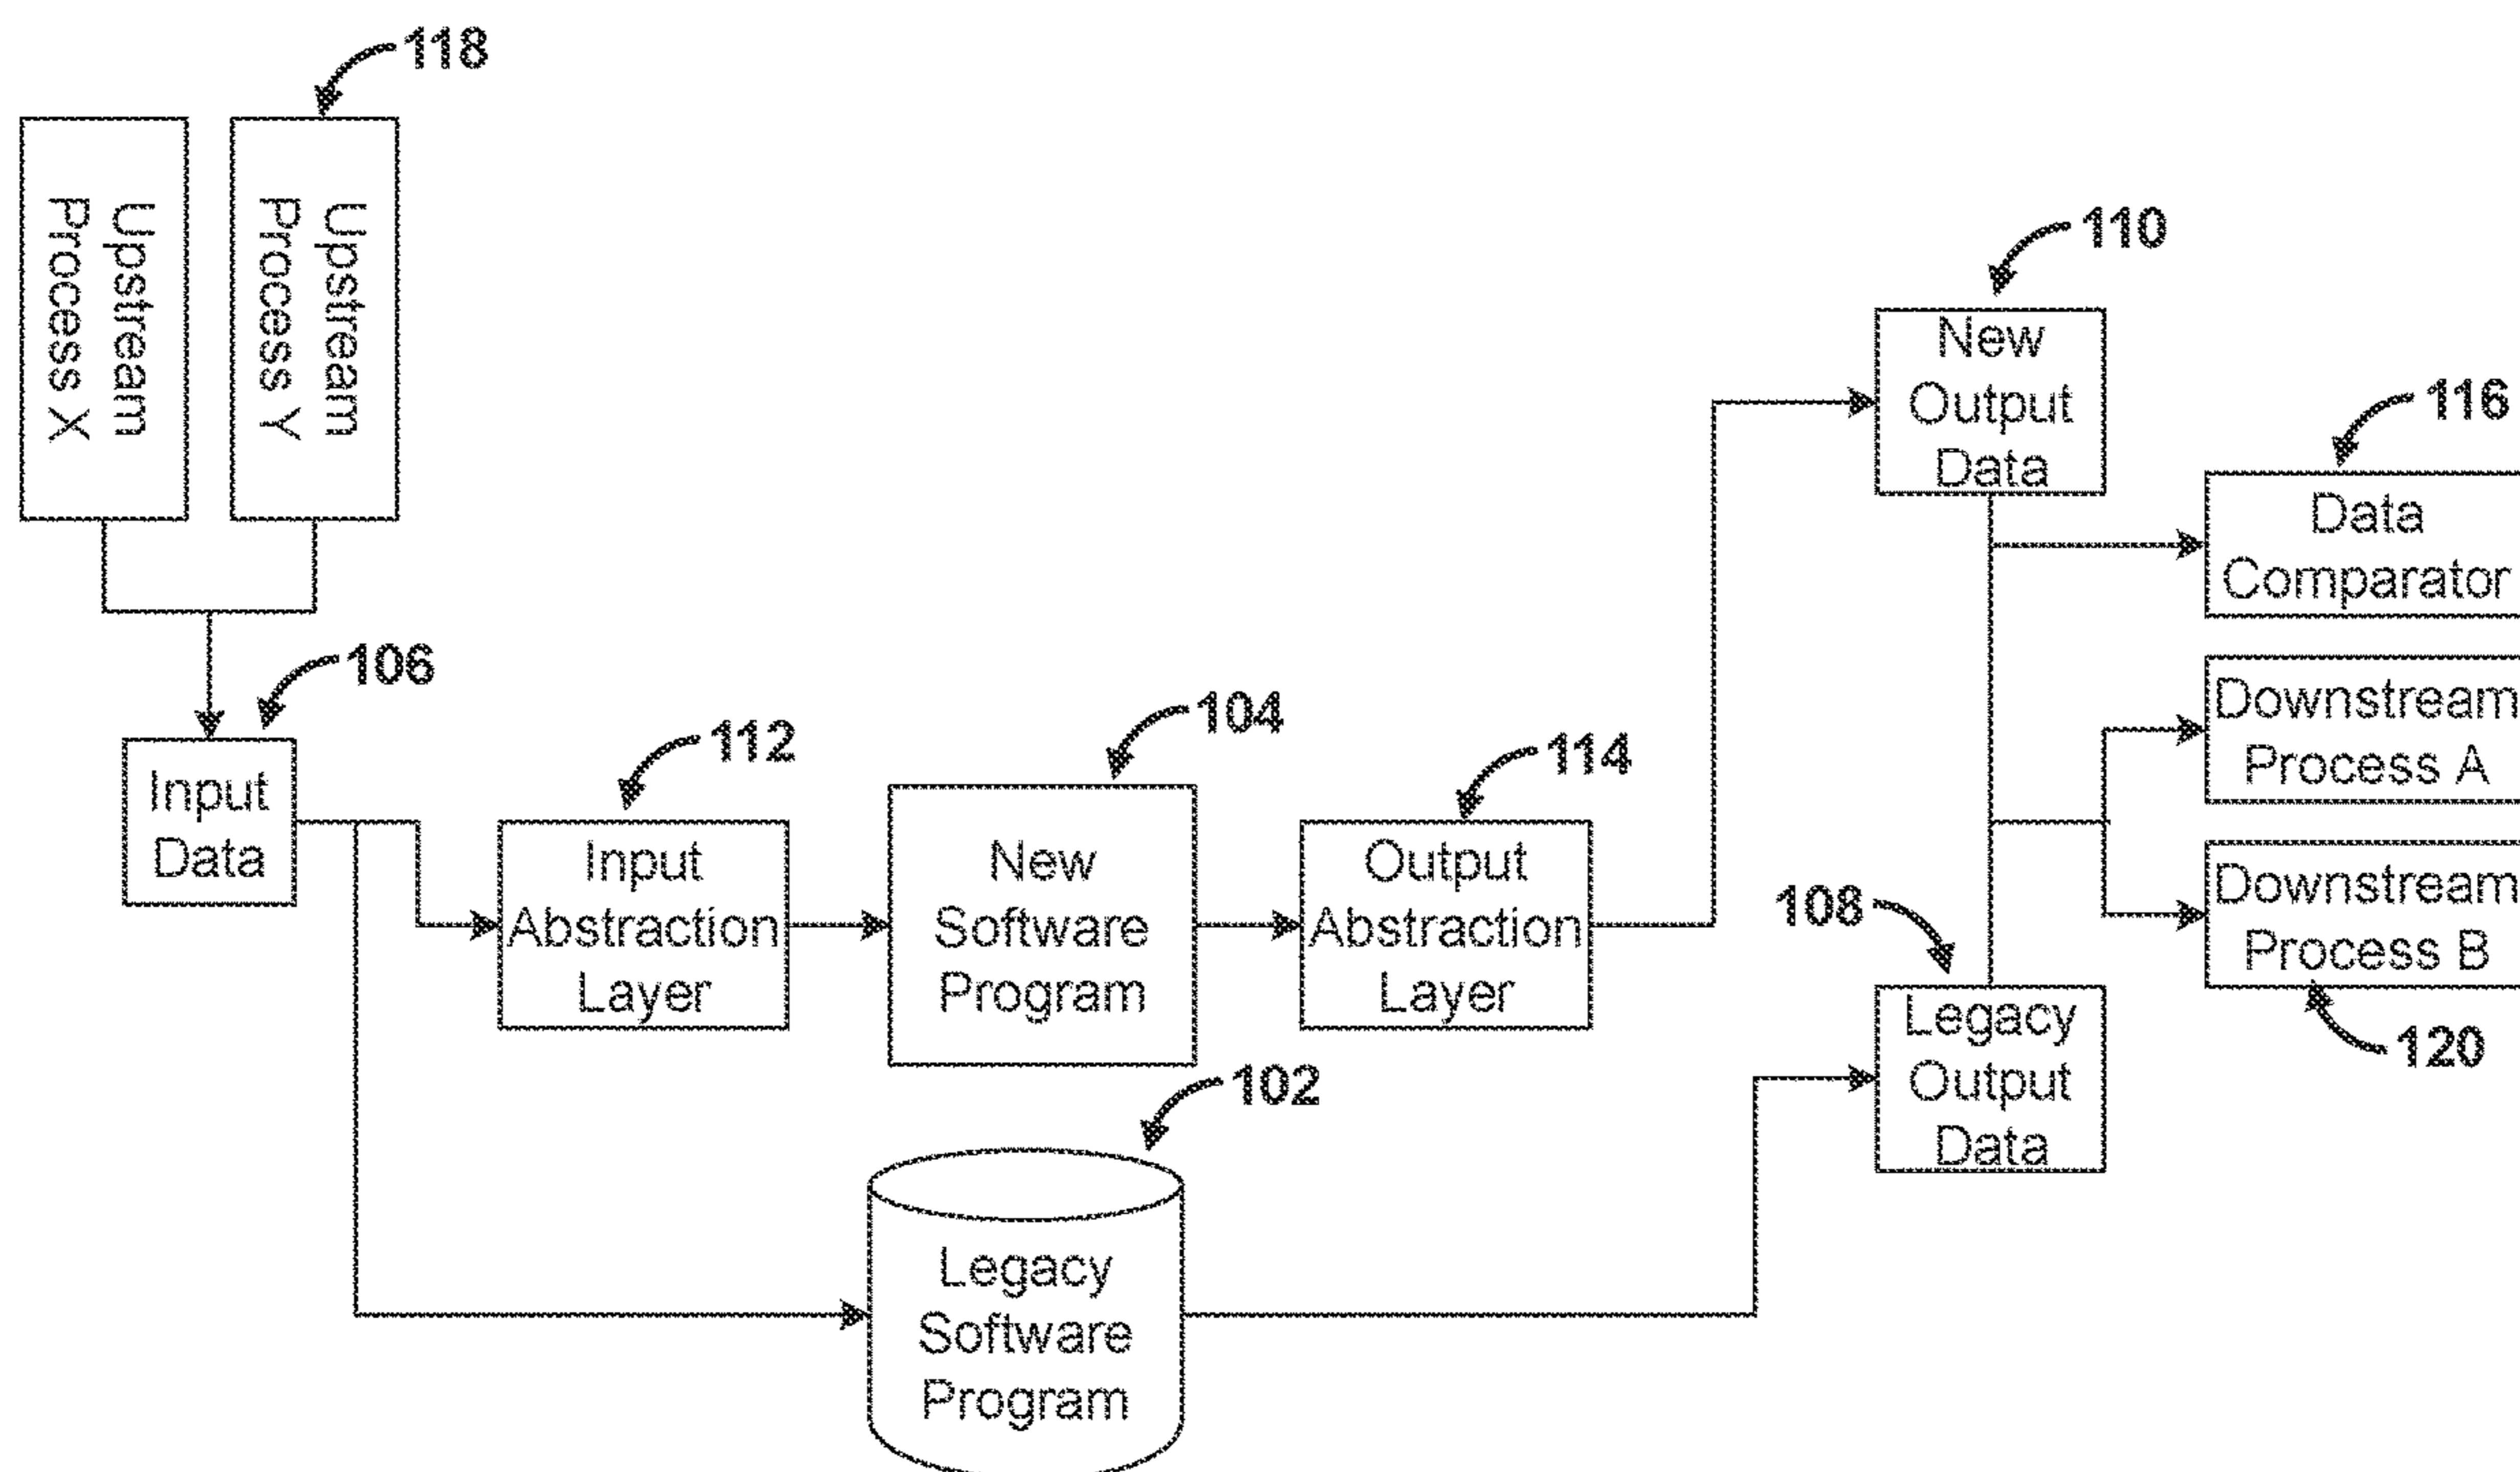 118
Upstream
Process X
Upstream
Process Y
110
New
Output
Data
116
Data
Comparator
106
Input
Data
112
Input
Abstraction
Layer
104
New
Software
Program
114
Output
Abstraction
Layer
Downstream
Process A
Downstream
Process B
120
108
Legacy
Output
Data
102
Legacy
Software
Program